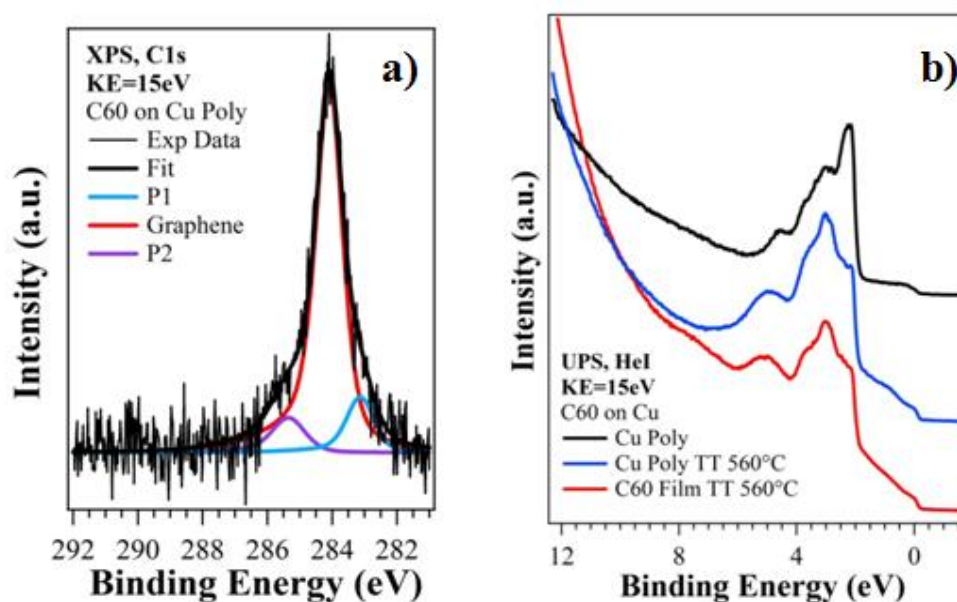 a)
XPS, C1s
KE=15eV
C60 on Cu Poly
Exp Data
Fit
P1
Graphene
P2
Intensity (a.u.)
292 290 288 286 284 282
Binding Energy (eV)
b)
UPS, HeI
KE=15eV
C60 on Cu
Cu Poly
Cu Poly TT 560°C
C60 Film TT 560°C
Intensity (a.u.)
12 8 4 0
Binding Energy (eV)